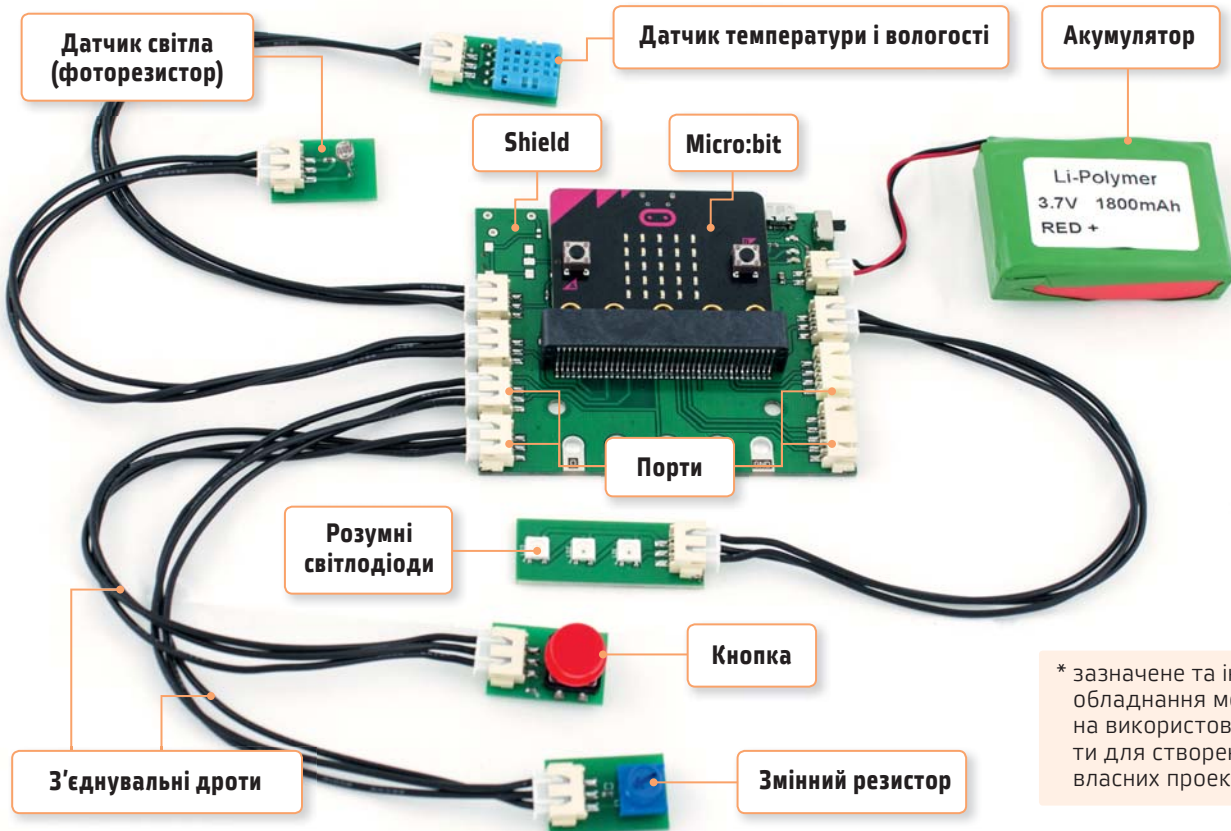 Датчик світла
(фоторезистор)
Датчик температури і вологості
Акумулятор
Shield
Micro:bit
Li-Polymer
3.7V 1800mAh
RED +
Порти
Розумні
світлодіоди
Кнопка
З’єднувальні дроти
Змінний резистор
* зазначене та ін
обладнання мо
на використов
ти для створен
власних проек